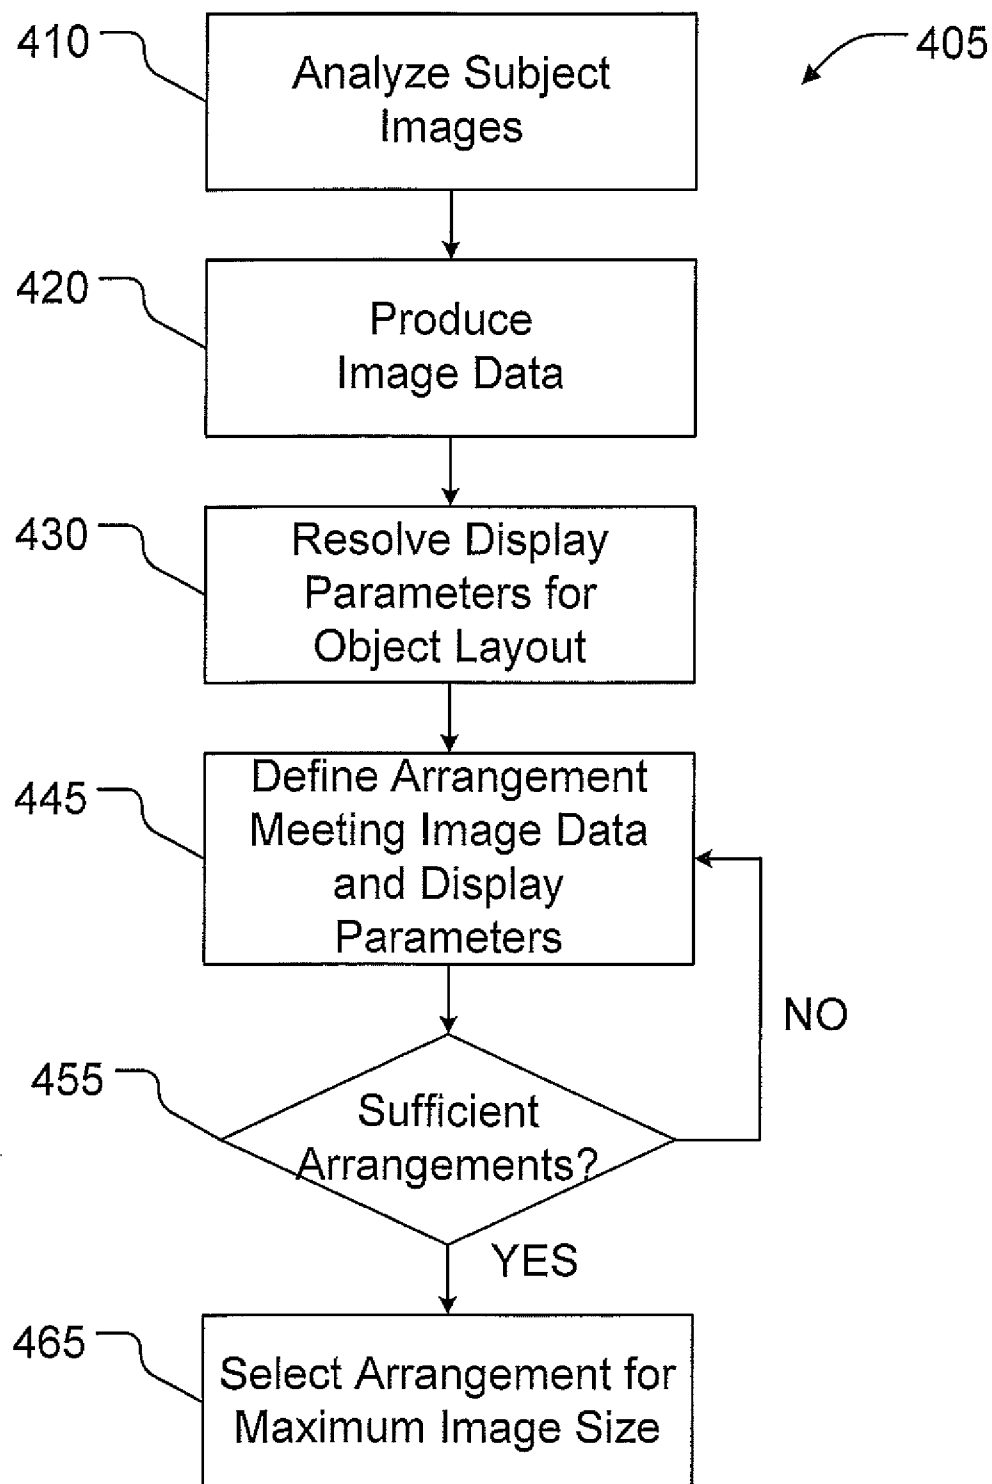 410
405
Analyze Subject
Images
420
Produce
Image Data
430
Resolve Display
Parameters for
Object Layout
445
Define Arrangement
Meeting Image Data
and Display
Parameters
NO
455
Sufficient
Arrangements?
YES
465
Select Arrangement for
Maximum Image Size